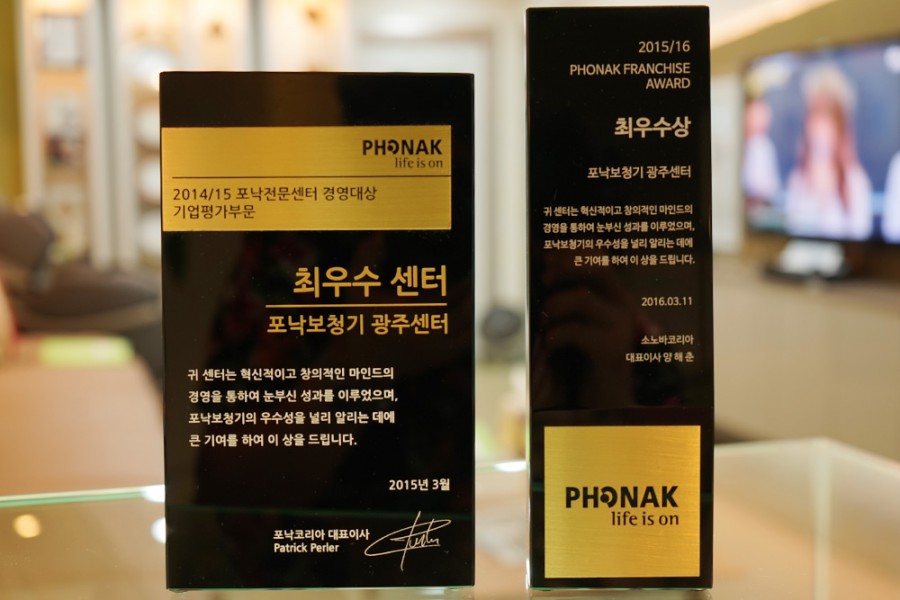 PHONAK
life is on
2014/15 포낙전문센터 경영대상
기업평가부문
최우수 센터
포낙보청기 광주센터
귀 센터는 혁신적이고 창의적인 마인드의
경영을 통하여 눈부신 성과를 이루었으며,
포낙보청기의 우수성을 널리 알리는 데에
큰 기여를 하여 이 상을 드립니다.
2015년 3월
포낙코리아 대표이사
Patrick Perler
2015/16
PHONAK FRANCHISE
AWARD
최우수상
포낙보청기 광주센터
귀 센터는 혁신적이고 창의적인 마인드의
경영을 통하여 눈부신 성과를 이루었으며,
포낙보청기의 우수성을 널리 알리는 데에
큰 기여를 하여 이 상을 드립니다.
2016.03.11
소노바코리아
대표이사 양 해 춘
PHONAK
life is on